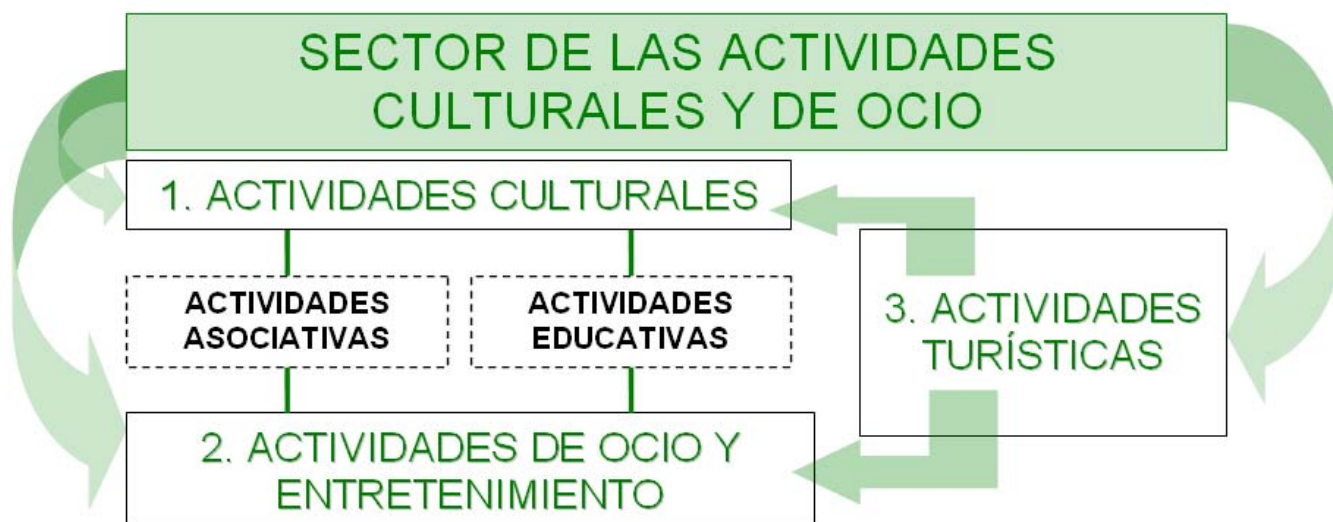 SECTOR DE LAS ACTIVIDADES
CULTURALES Y DE OCIO
1. ACTIVIDADES CULTURALES
ACTIVIDADES
ASOCIATIVAS
ACTIVIDADES
EDUCATIVAS
3. ACTIVIDADES
TURÍSTICAS
2. ACTIVIDADES DE OCIO Y
ENTRETENIMIENTO